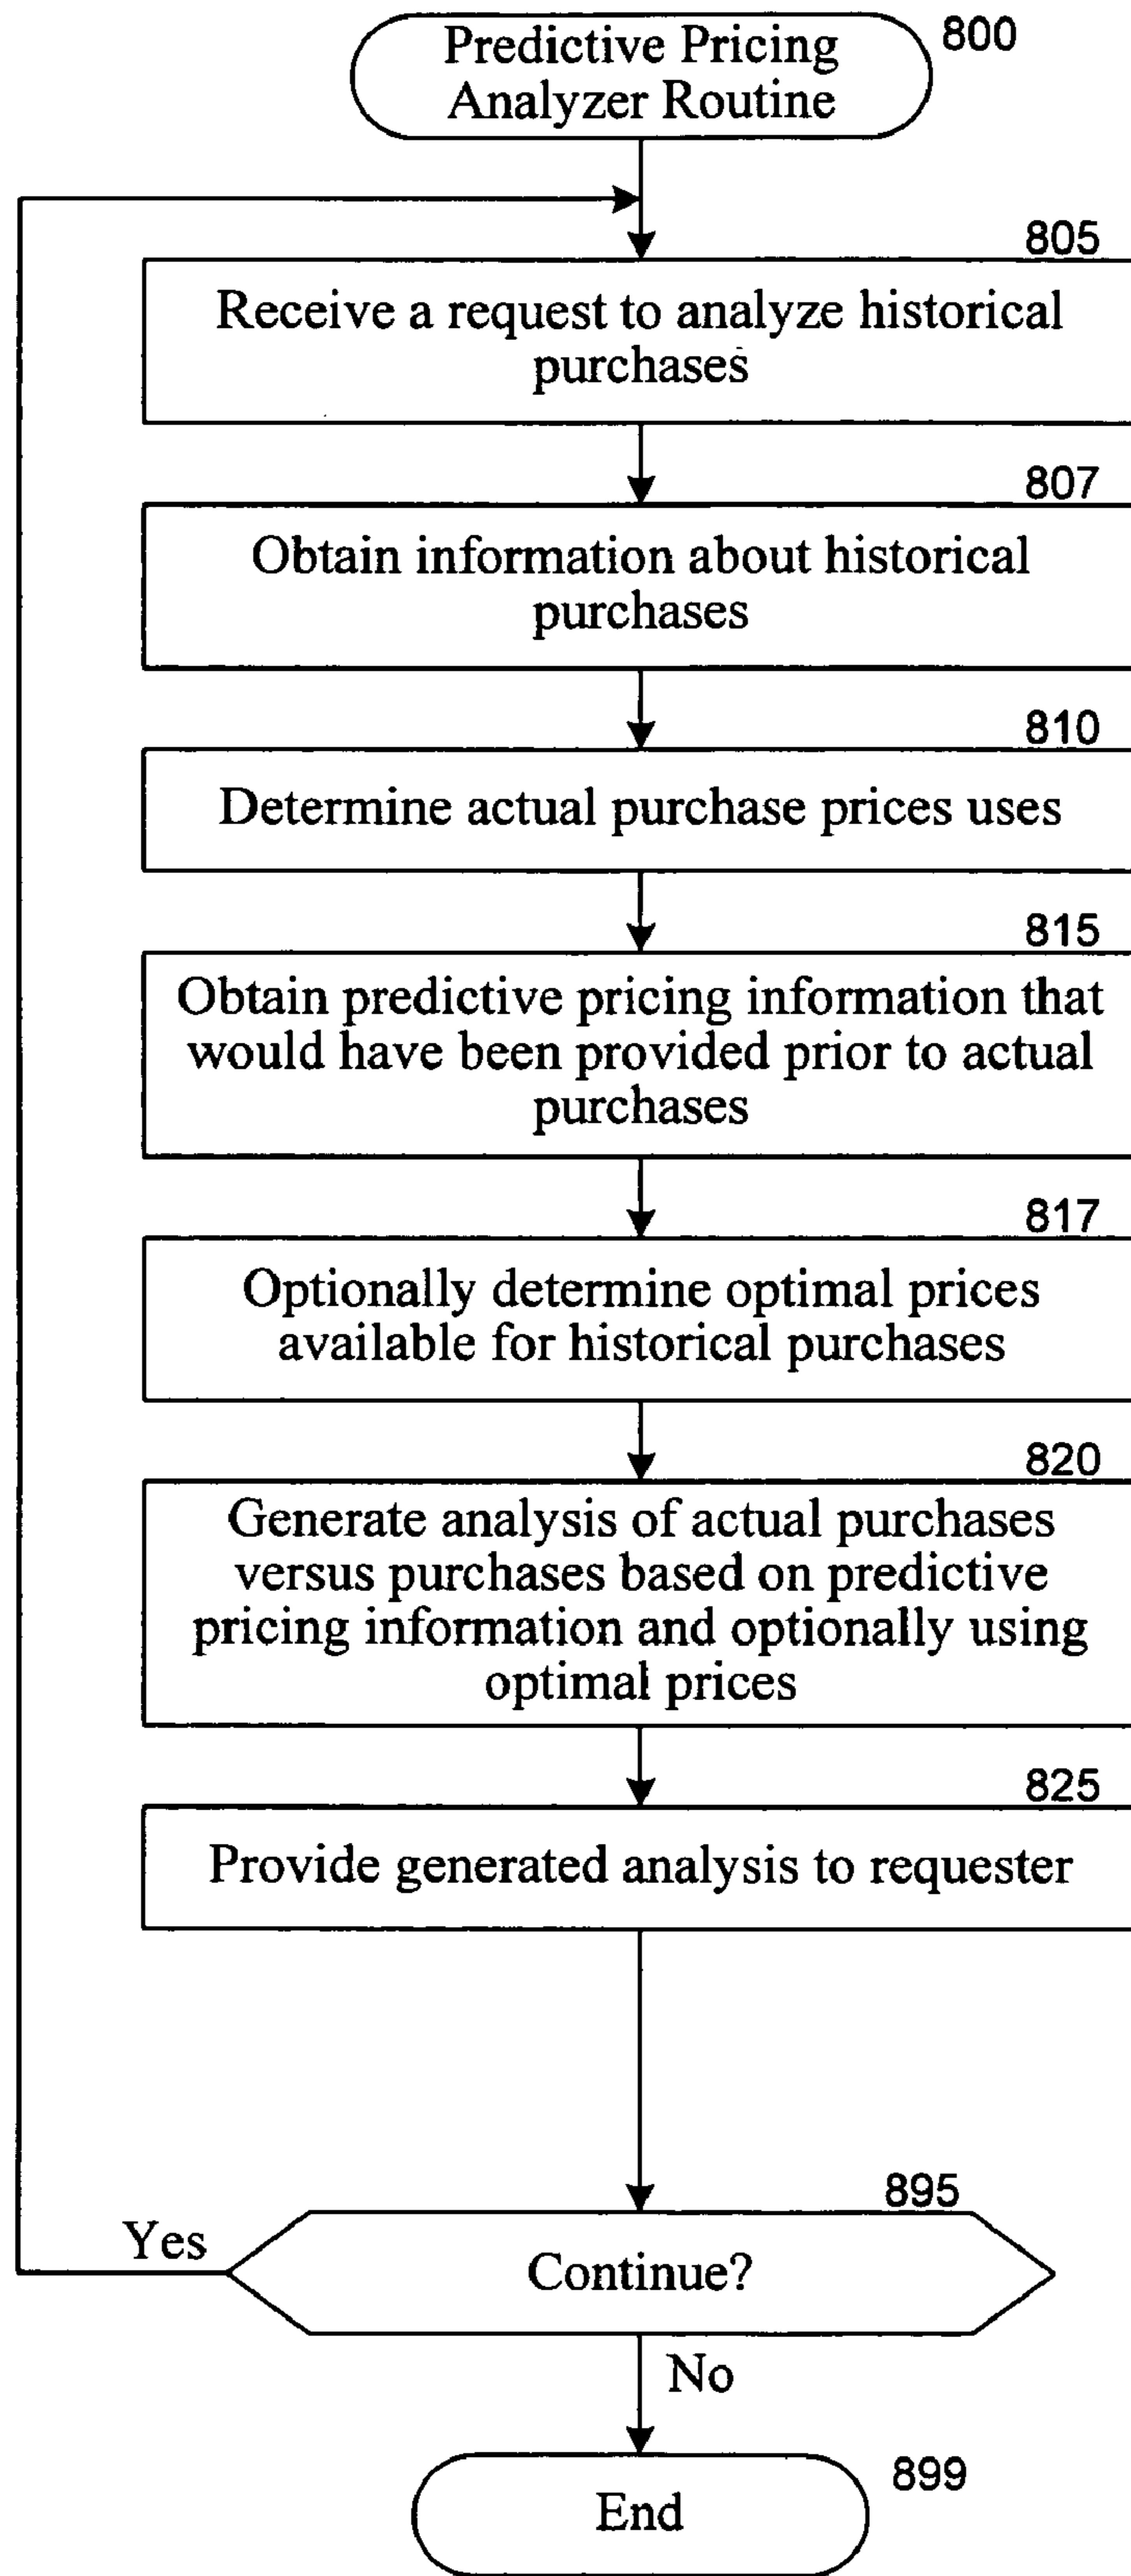 Predictive Pricing
Analyzer Routine
800
805
Receive a request to analyze historical
purchases
807
Obtain information about historical
purchases
810
Determine actual purchase prices uses
815
Obtain predictive pricing information that
would have been provided prior to actual
purchases
817
Optionally determine optimal prices
available for historical purchases
820
Generate analysis of actual purchases
versus purchases based on predictive
pricing information and optionally using
optimal prices
825
Provide generated analysis to requester
895
Yes
Continue?
No
899
End